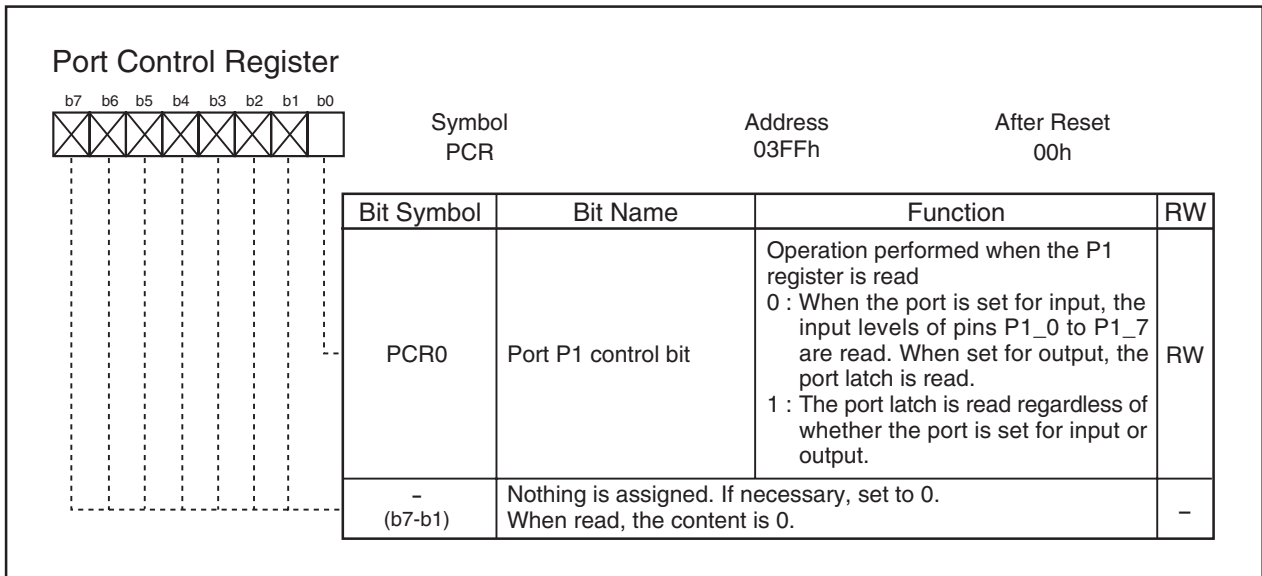 Port Control Register
b7 b6 b5 b4 b3 b2 b1 b0
Symbol Address After Reset
PCR 03FFh 00h
Bit Symbol Bit Name Function RW
PCR0 Port P1 control bit
Operation performed when the P1
register is read
0 : When the port is set for input, the
input levels of pins P1_0 to P1_7
are read. When set for output, the
port latch is read.
1 : The port latch is read regardless of
whether the port is set for input or
output.
RW
–
(b7-b1)
Nothing is assigned. If necessary, set to 0.
When read, the content is 0.
–